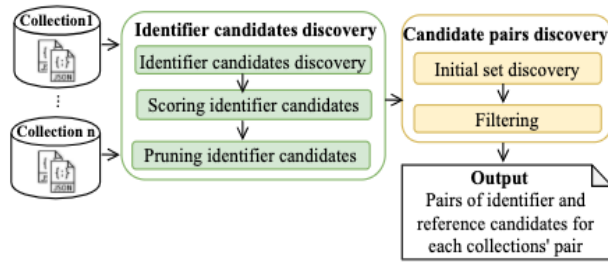 Collection1
JSON
⋮
Collection n
Identifier candidates discovery
Identifier candidates discovery
Scoring identifier candidates
Pruning identifier candidates
Candidate pairs discovery
Initial set discovery
Filtering
Output
Pairs of identifier and
reference candidates for
each collections' pair